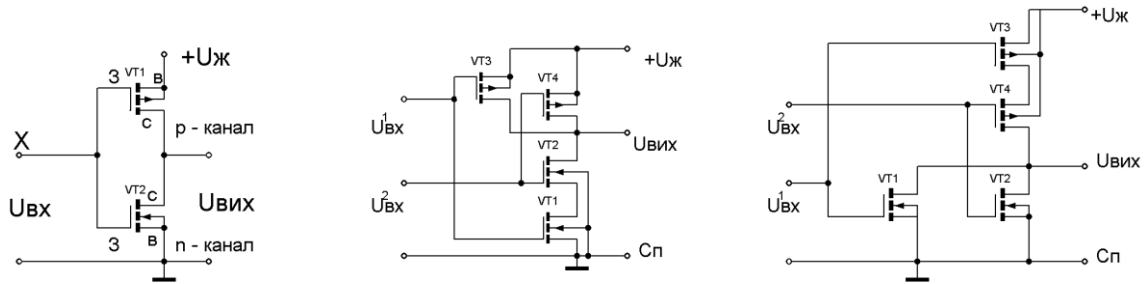 +Uж
VT1
З
в
с
p - канал
X
VT2
с
Uвх
Uвих
З
в
n - канал
VT3
+Uж
VT4
U¹вх
Uвих
VT2
U²вх
VT1
Сп
+Uж
VT3
VT4
U²вх
Uвих
VT1
VT2
U¹вх
Сп